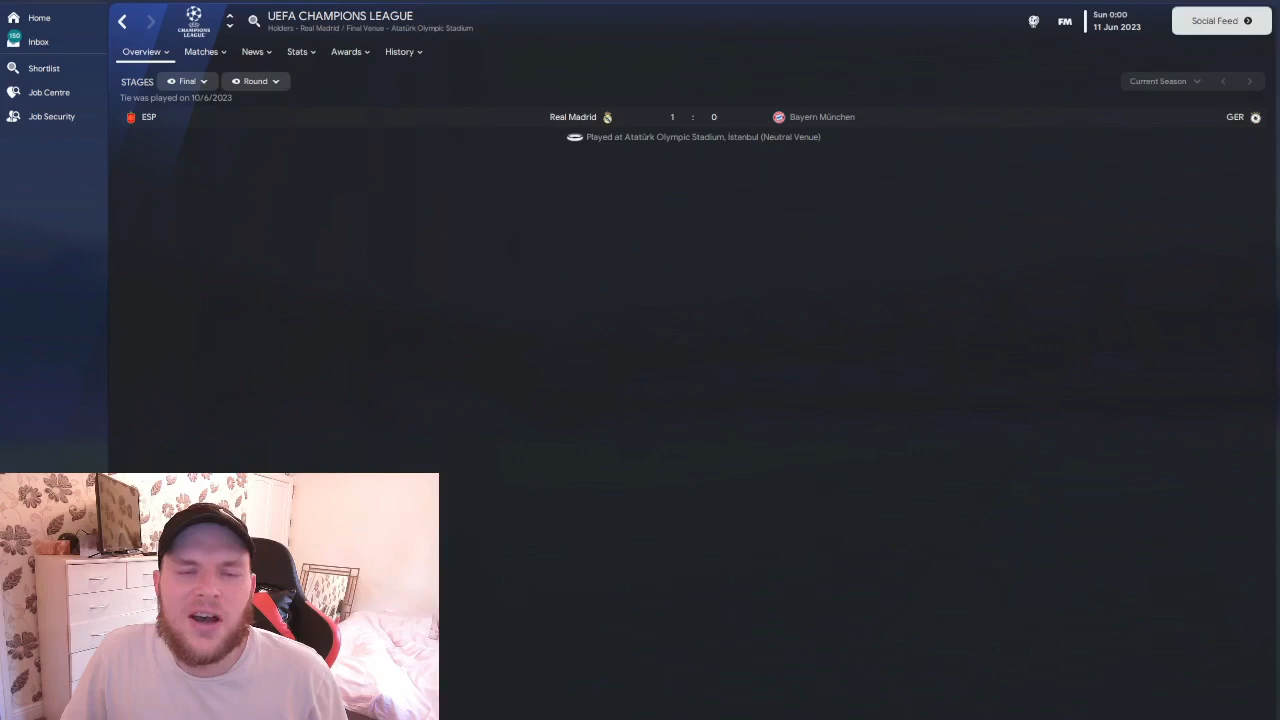 Home
150
Inbox
Shortlist
Job Centre
Job Security
CHAMPIONS
LEAGUE
UEFA CHAMPIONS LEAGUE
Holders - Real Madrid / Final Venue - Atatürk Olympic Stadium
FM
Sun 0:00
11 Jun 2023
Social Feed
Overview Matches News Stats Awards History
STAGES Final Round Current Season
Tie was played on 10/6/2023
ESP Real Madrid 1 : 0 Bayern München GER
Played at Atatürk Olympic Stadium, İstanbul (Neutral Venue)